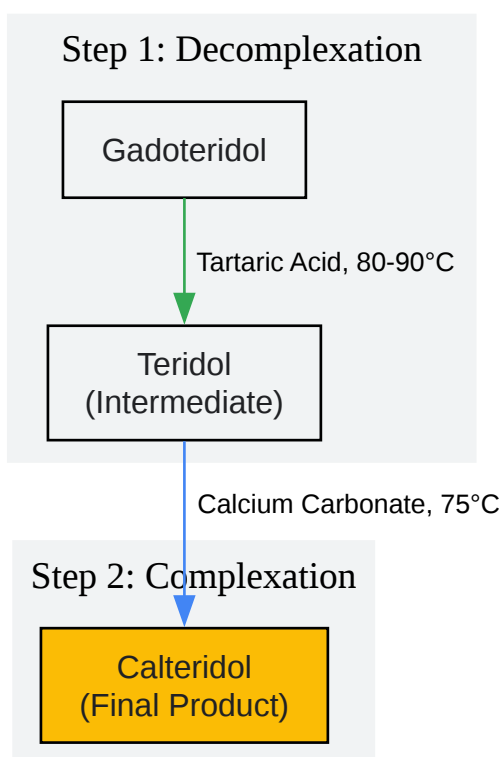 Step 1: Decomplexation
Gadoteridol
Tartaric Acid, 80-90°C
Teridol
(Intermediate)
Calcium Carbonate, 75°C
Step 2: Complexation
Calteridol
(Final Product)